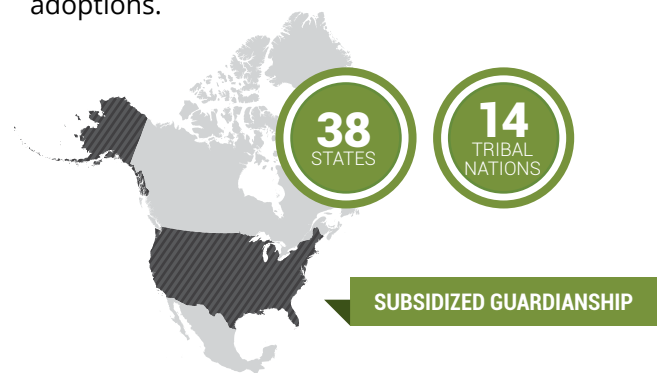 adoptions.
38
STATES
14
TRIBAL
NATIONS
SUBSIDIZED GUARDIANSHIP